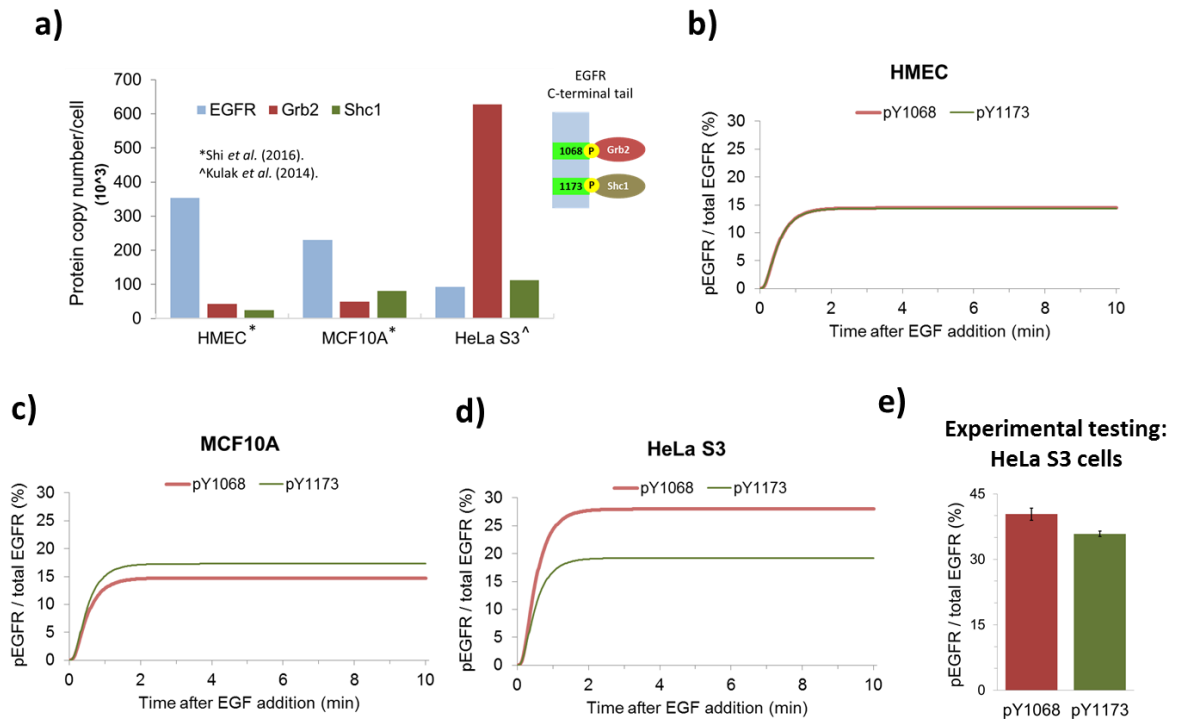 a)
Protein copy number/cell
(10^3)
700
600
500
400
300
200
100
0
EGFR Grb2 Shc1
*Shi et al. (2016).
^Kulak et al. (2014).
HMEC* MCF10A* HeLa S3^
EGFR
C-terminal tail
1068 P Grb2
1173 P Shc1
b)
HMEC
pY1068 pY1173
pEGFR / total EGFR (%)
30
25
20
15
10
5
0
0 2 4 6 8 10
Time after EGF addition (min)
c)
MCF10A
pY1068 pY1173
pEGFR / total EGFR (%)
30
25
20
15
10
5
0
0 2 4 6 8 10
Time after EGF addition (min)
d)
HeLa S3
pY1068 pY1173
pEGFR / total EGFR (%)
30
25
20
15
10
5
0
0 2 4 6 8 10
Time after EGF addition (min)
e)
Experimental testing:
HeLa S3 cells
pEGFR / total EGFR (%)
45
30
15
0
pY1068 pY1173